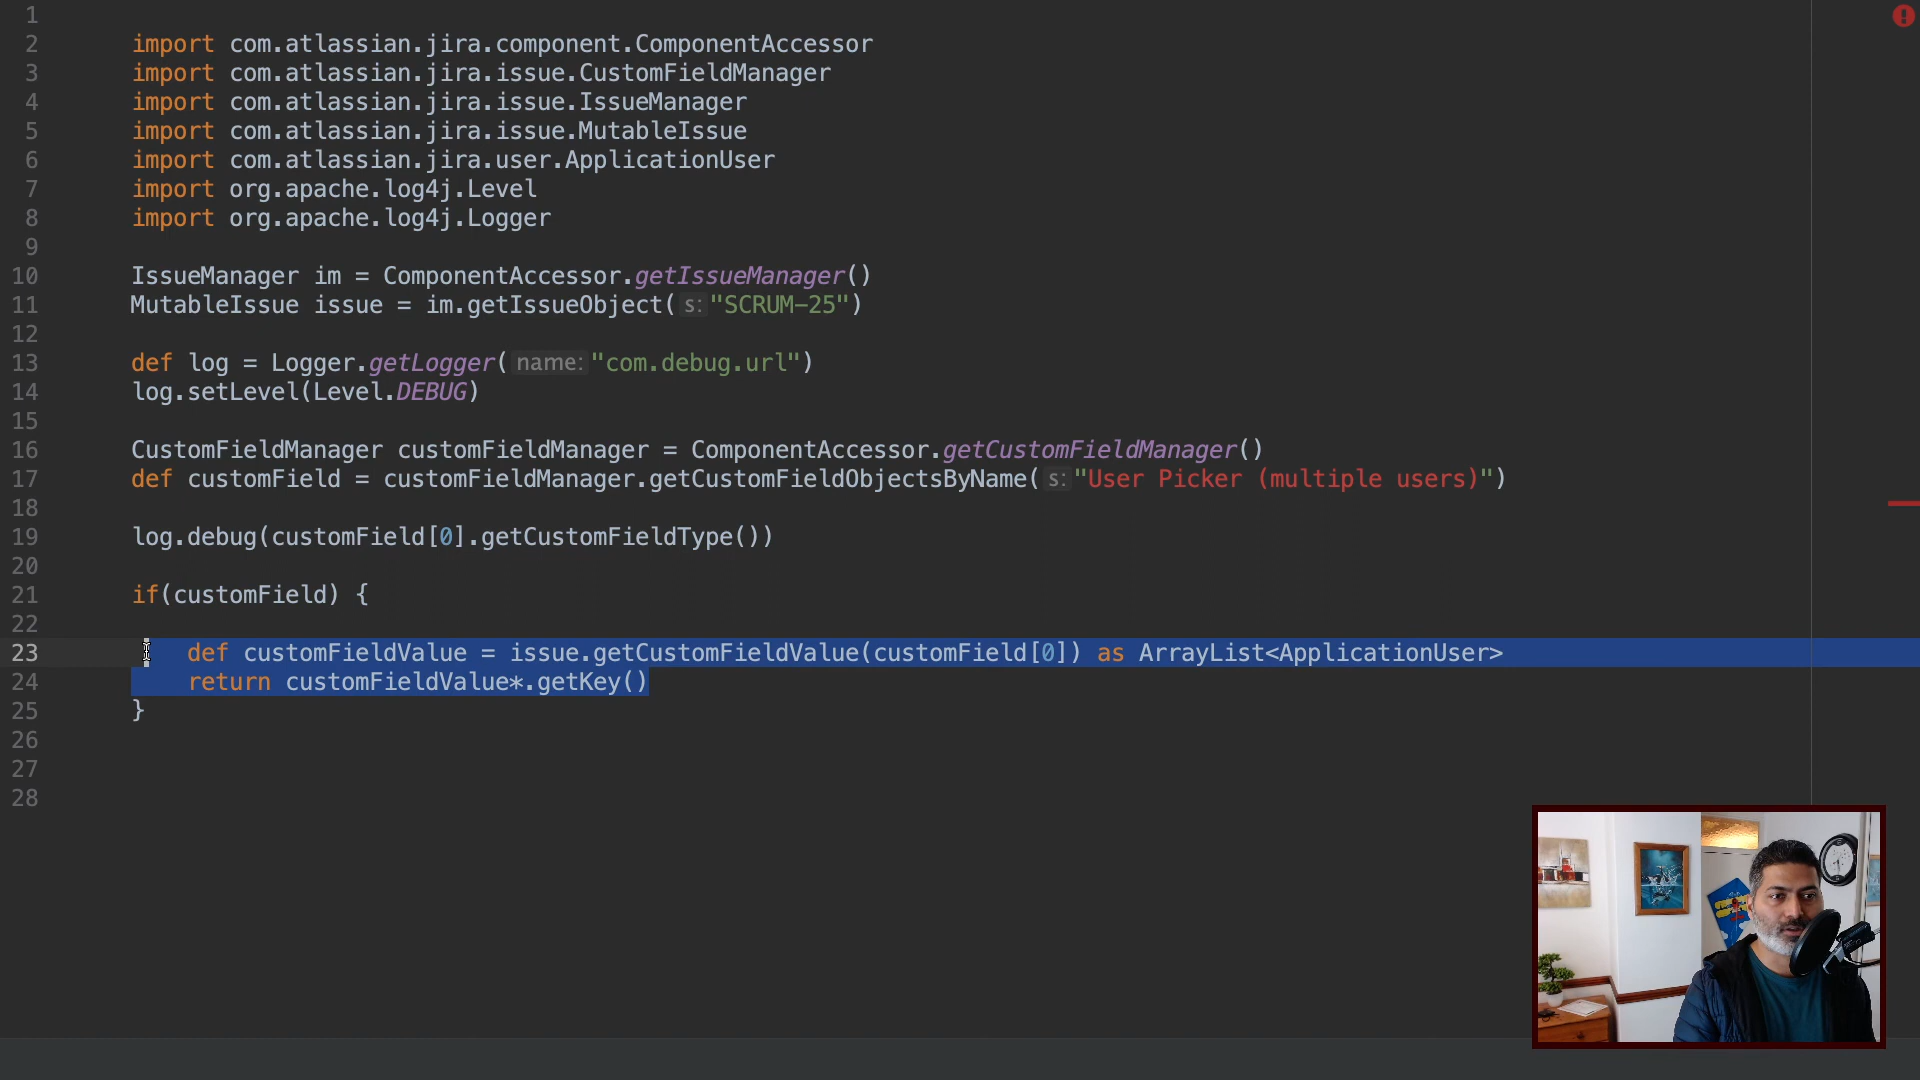 1
2 import com.atlassian.jira.component.ComponentAccessor
3 import com.atlassian.jira.issue.CustomFieldManager
4 import com.atlassian.jira.issue.IssueManager
5 import com.atlassian.jira.issue.MutableIssue
6 import com.atlassian.jira.user.ApplicationUser
7 import org.apache.log4j.Level
8 import org.apache.log4j.Logger
9
10 IssueManager im = ComponentAccessor.getIssueManager()
11 MutableIssue issue = im.getIssueObject( s: "SCRUM-25")
12
13 def log = Logger.getLogger( name: "com.debug.url")
14 log.setLevel(Level.DEBUG)
15
16 CustomFieldManager customFieldManager = ComponentAccessor.getCustomFieldManager()
17 def customField = customFieldManager.getCustomFieldObjectsByName( s: "User Picker (multiple users)")
18
19 log.debug(customField[0].getCustomFieldType())
20
21 if(customField) {
22
23 def customFieldValue = issue.getCustomFieldValue(customField[0]) as ArrayList<ApplicationUser>
24 return customFieldValue*.getKey()
25 }
26
27
28